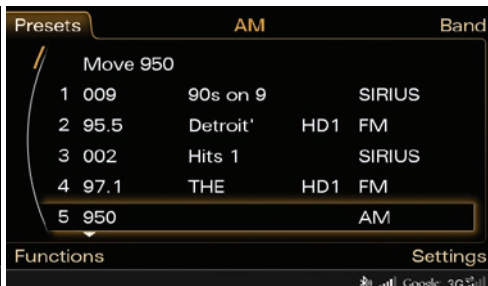 Presets AM Band
Move 950
1 009 90s on 9 SIRIUS
2 95.5 Detroit' HD1 FM
3 002 Hits 1 SIRIUS
4 97.1 THE HD1 FM
5 950 AM
Functions Settings
Google 3G